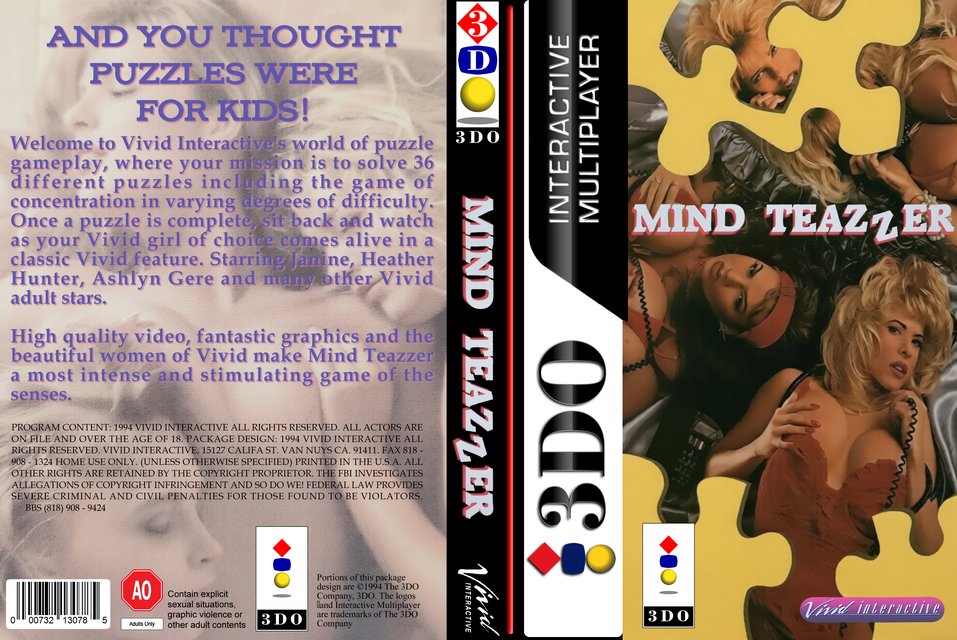 AND YOU THOUGHT
PUZZLES WERE
FOR KIDS!
Welcome to Vivid Interactive's world of puzzle
gameplay, where your mission is to solve 36
different puzzles including the game of
concentration in varying degrees of difficulty.
Once a puzzle is complete, sit back and watch
as your Vivid girl of choice comes alive in a
classic Vivid feature. Starring Janine, Heather
Hunter, Ashlyn Gere and many other Vivid
adult stars.
High quality video, fantastic graphics and the
beautiful women of Vivid make Mind Teazzer
a most intense and stimulating game of the
senses.
PROGRAM CONTENT: 1994 VIVID INTERACTIVE ALL RIGHTS RESERVED. ALL ACTORS ARE
ON FILE AND OVER THE AGE OF 18. PACKAGE DESIGN: 1994 VIVID INTERACTIVE ALL
RIGHTS RESERVED. VIVID INTERACTIVE, 15127 CALIFA ST. VAN NUYS CA. 91411. FAX 818 -
908 - 1324 HOME USE ONLY. (UNLESS OTHERWISE SPECIFIED) PRINTED IN THE U.S.A. ALL
OTHER RIGHTS ARE RETAINED BY THE COPYRIGHT PROPRIETOR. THE FBI INVESTIGATES
ALLEGATIONS OF COPYRIGHT INFRINGEMENT AND SO DO WE! FEDERAL LAW PROVIDES
SEVERE CRIMINAL AND CIVIL PENALTIES FOR THOSE FOUND TO BE VIOLATORS.
BBS (818) 908 - 9424
0 00732 13078 5
AO
Adults Only
Contain explicit
sexual situations,
graphic violence or
other adult contents
3DO
Portions of this package
design are ©1994 The 3DO
Company, 3DO. The logos
and Interactive Multiplayer
are trademarks of The 3DO
Company
3
D
3DO
MIND TEAZZER
Vivid
INTERACTIVE
INTERACTIVE
MULTIPLAYER
3DO
MIND TEAZZER
3DO
Vivid interactive